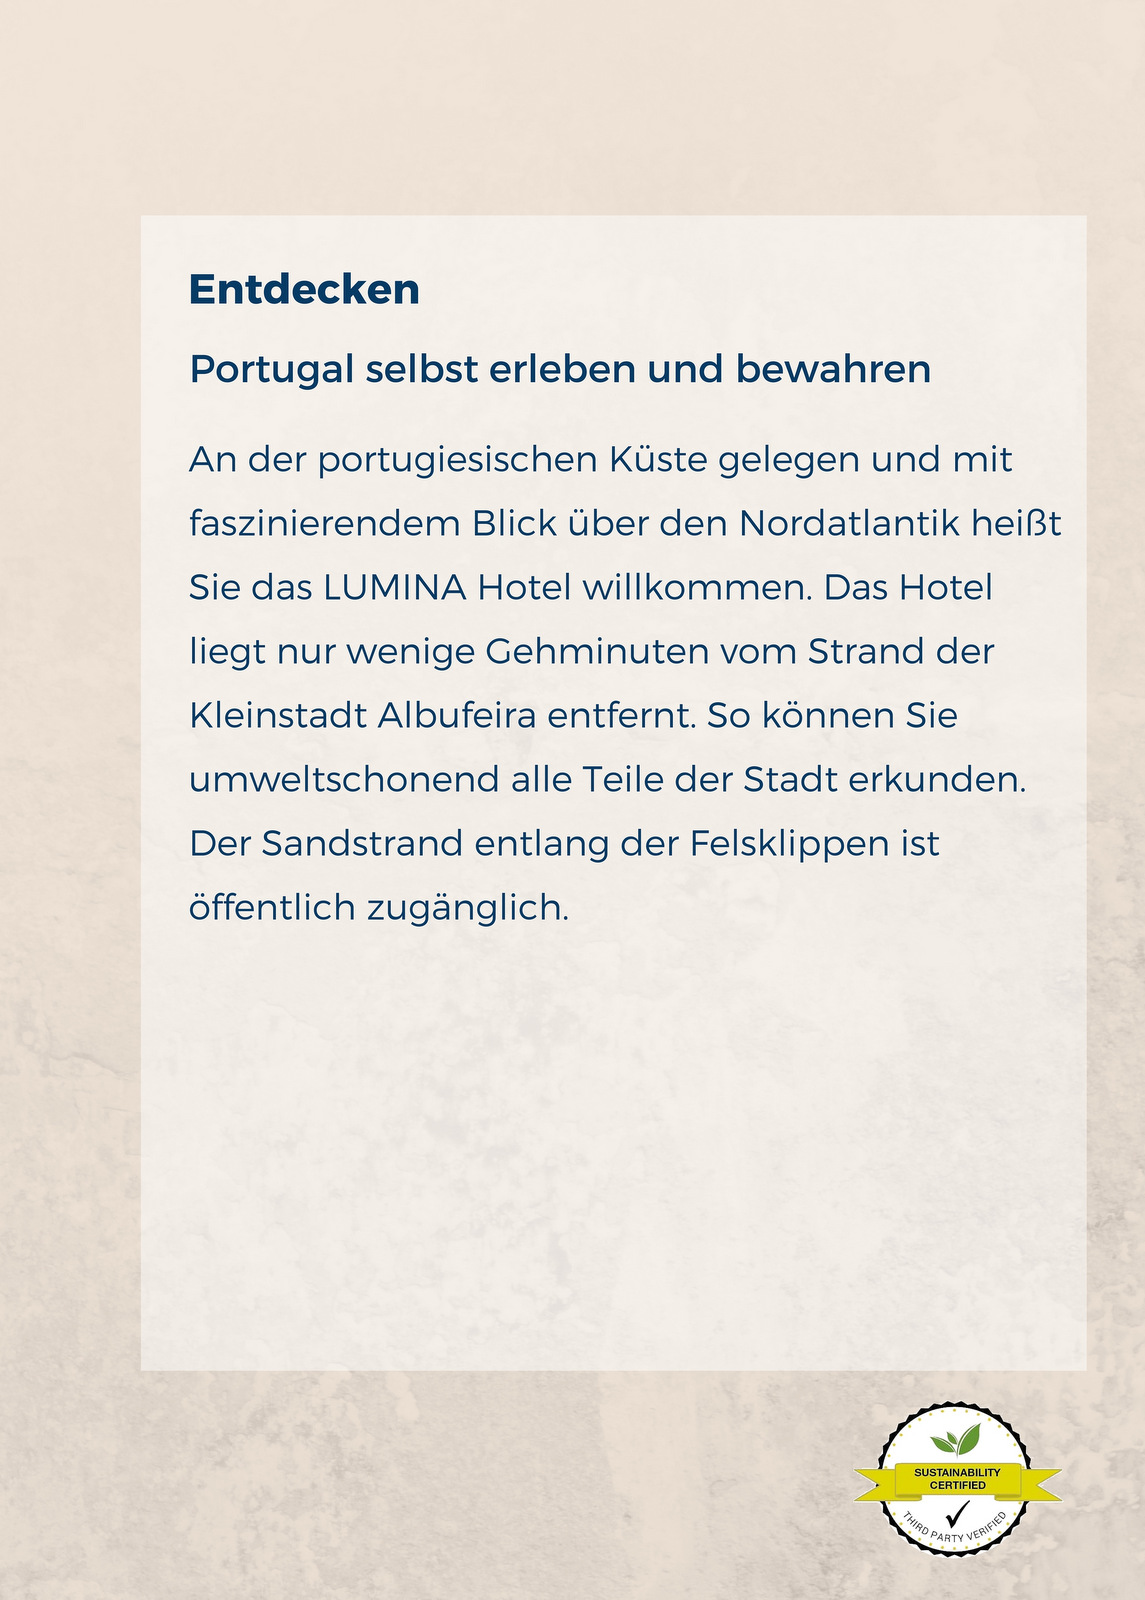 Entdecken
Portugal selbst erleben und bewahren
An der portugiesischen Küste gelegen und mit
faszinierendem Blick über den Nordatlantik heißt
Sie das LUMINA Hotel willkommen. Das Hotel
liegt nur wenige Gehminuten vom Strand der
Kleinstadt Albufeira entfernt. So können Sie
umweltschonend alle Teile der Stadt erkunden.
Der Sandstrand entlang der Felsklippen ist
öffentlich zugänglich.
SUSTAINABILITY
CERTIFIED
THIRD PARTY VERIFIED